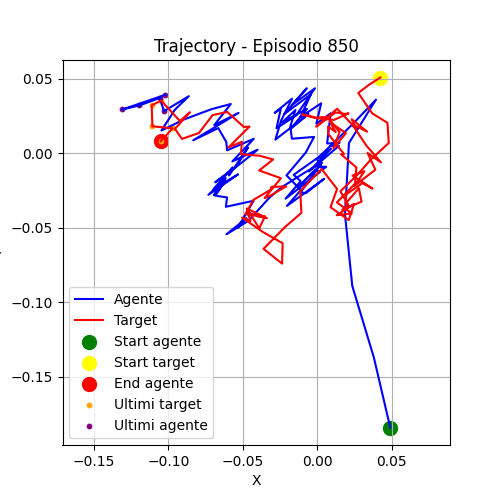 Trajectory - Episodio 850
0.05
0.00
−0.05
−0.10
−0.15
Agente
Target
Start agente
Start target
End agente
Ultimi target
Ultimi agente
−0.15 −0.10 −0.05 0.00 0.05
X